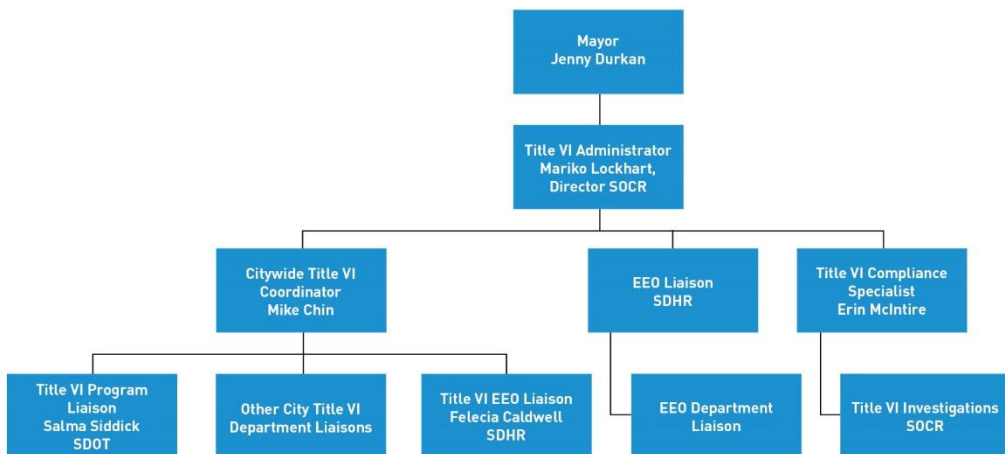 Mayor
Jenny Durkan
Title VI Administrator
Mariko Lockhart,
Director SOCR
Citywide Title VI
Coordinator
Mike Chin
EEO Liaison
SDHR
Title VI Compliance
Specialist
Erin McIntire
Title VI Program
Liaison
Salma Siddick
SDOT
Other City Title VI
Department Liaisons
Title VI EEO Liaison
Felecia Caldwell
SDHR
EEO Department
Liaison
Title VI Investigations
SOCR